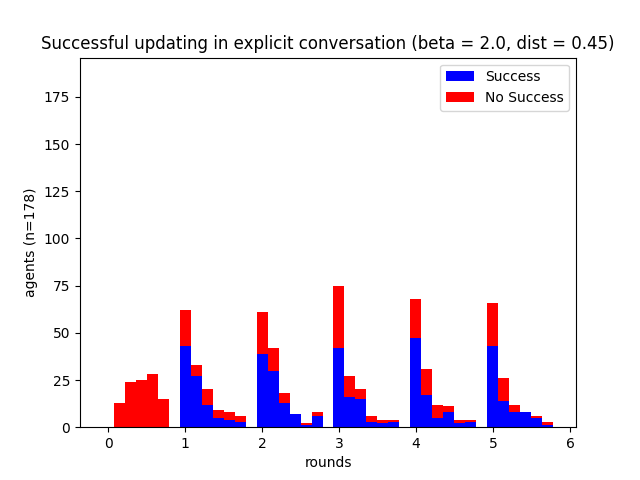 Successful updating in explicit conversation (beta = 2.0, dist = 0.45)
Success
No Success
175
150
125
100
75
50
25
0
agents (n=178)
0 1 2 3 4 5 6
rounds